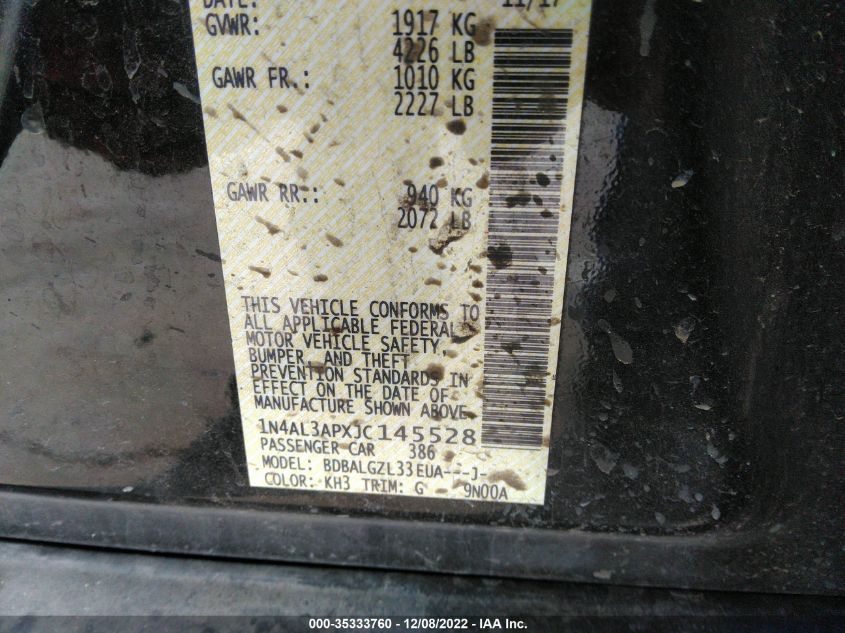 DATE: 11/17
GVWR: 1917 KG
4226 LB
GAWR FR.: 1010 KG
2227 LB
GAWR RR.: 940 KG
2072 LB
THIS VEHICLE CONFORMS TO
ALL APPLICABLE FEDERAL
MOTOR VEHICLE SAFETY,
BUMPER, AND THEFT
PREVENTION STANDARDS IN
EFFECT ON THE DATE OF
MANUFACTURE SHOWN ABOVE.
1N4AL3APXJC145528
PASSENGER CAR 386
MODEL: BDBALGZL33EUA---J-
COLOR: KH3 TRIM: G 9N00A
000-35333760 - 12/08/2022 - IAA Inc.